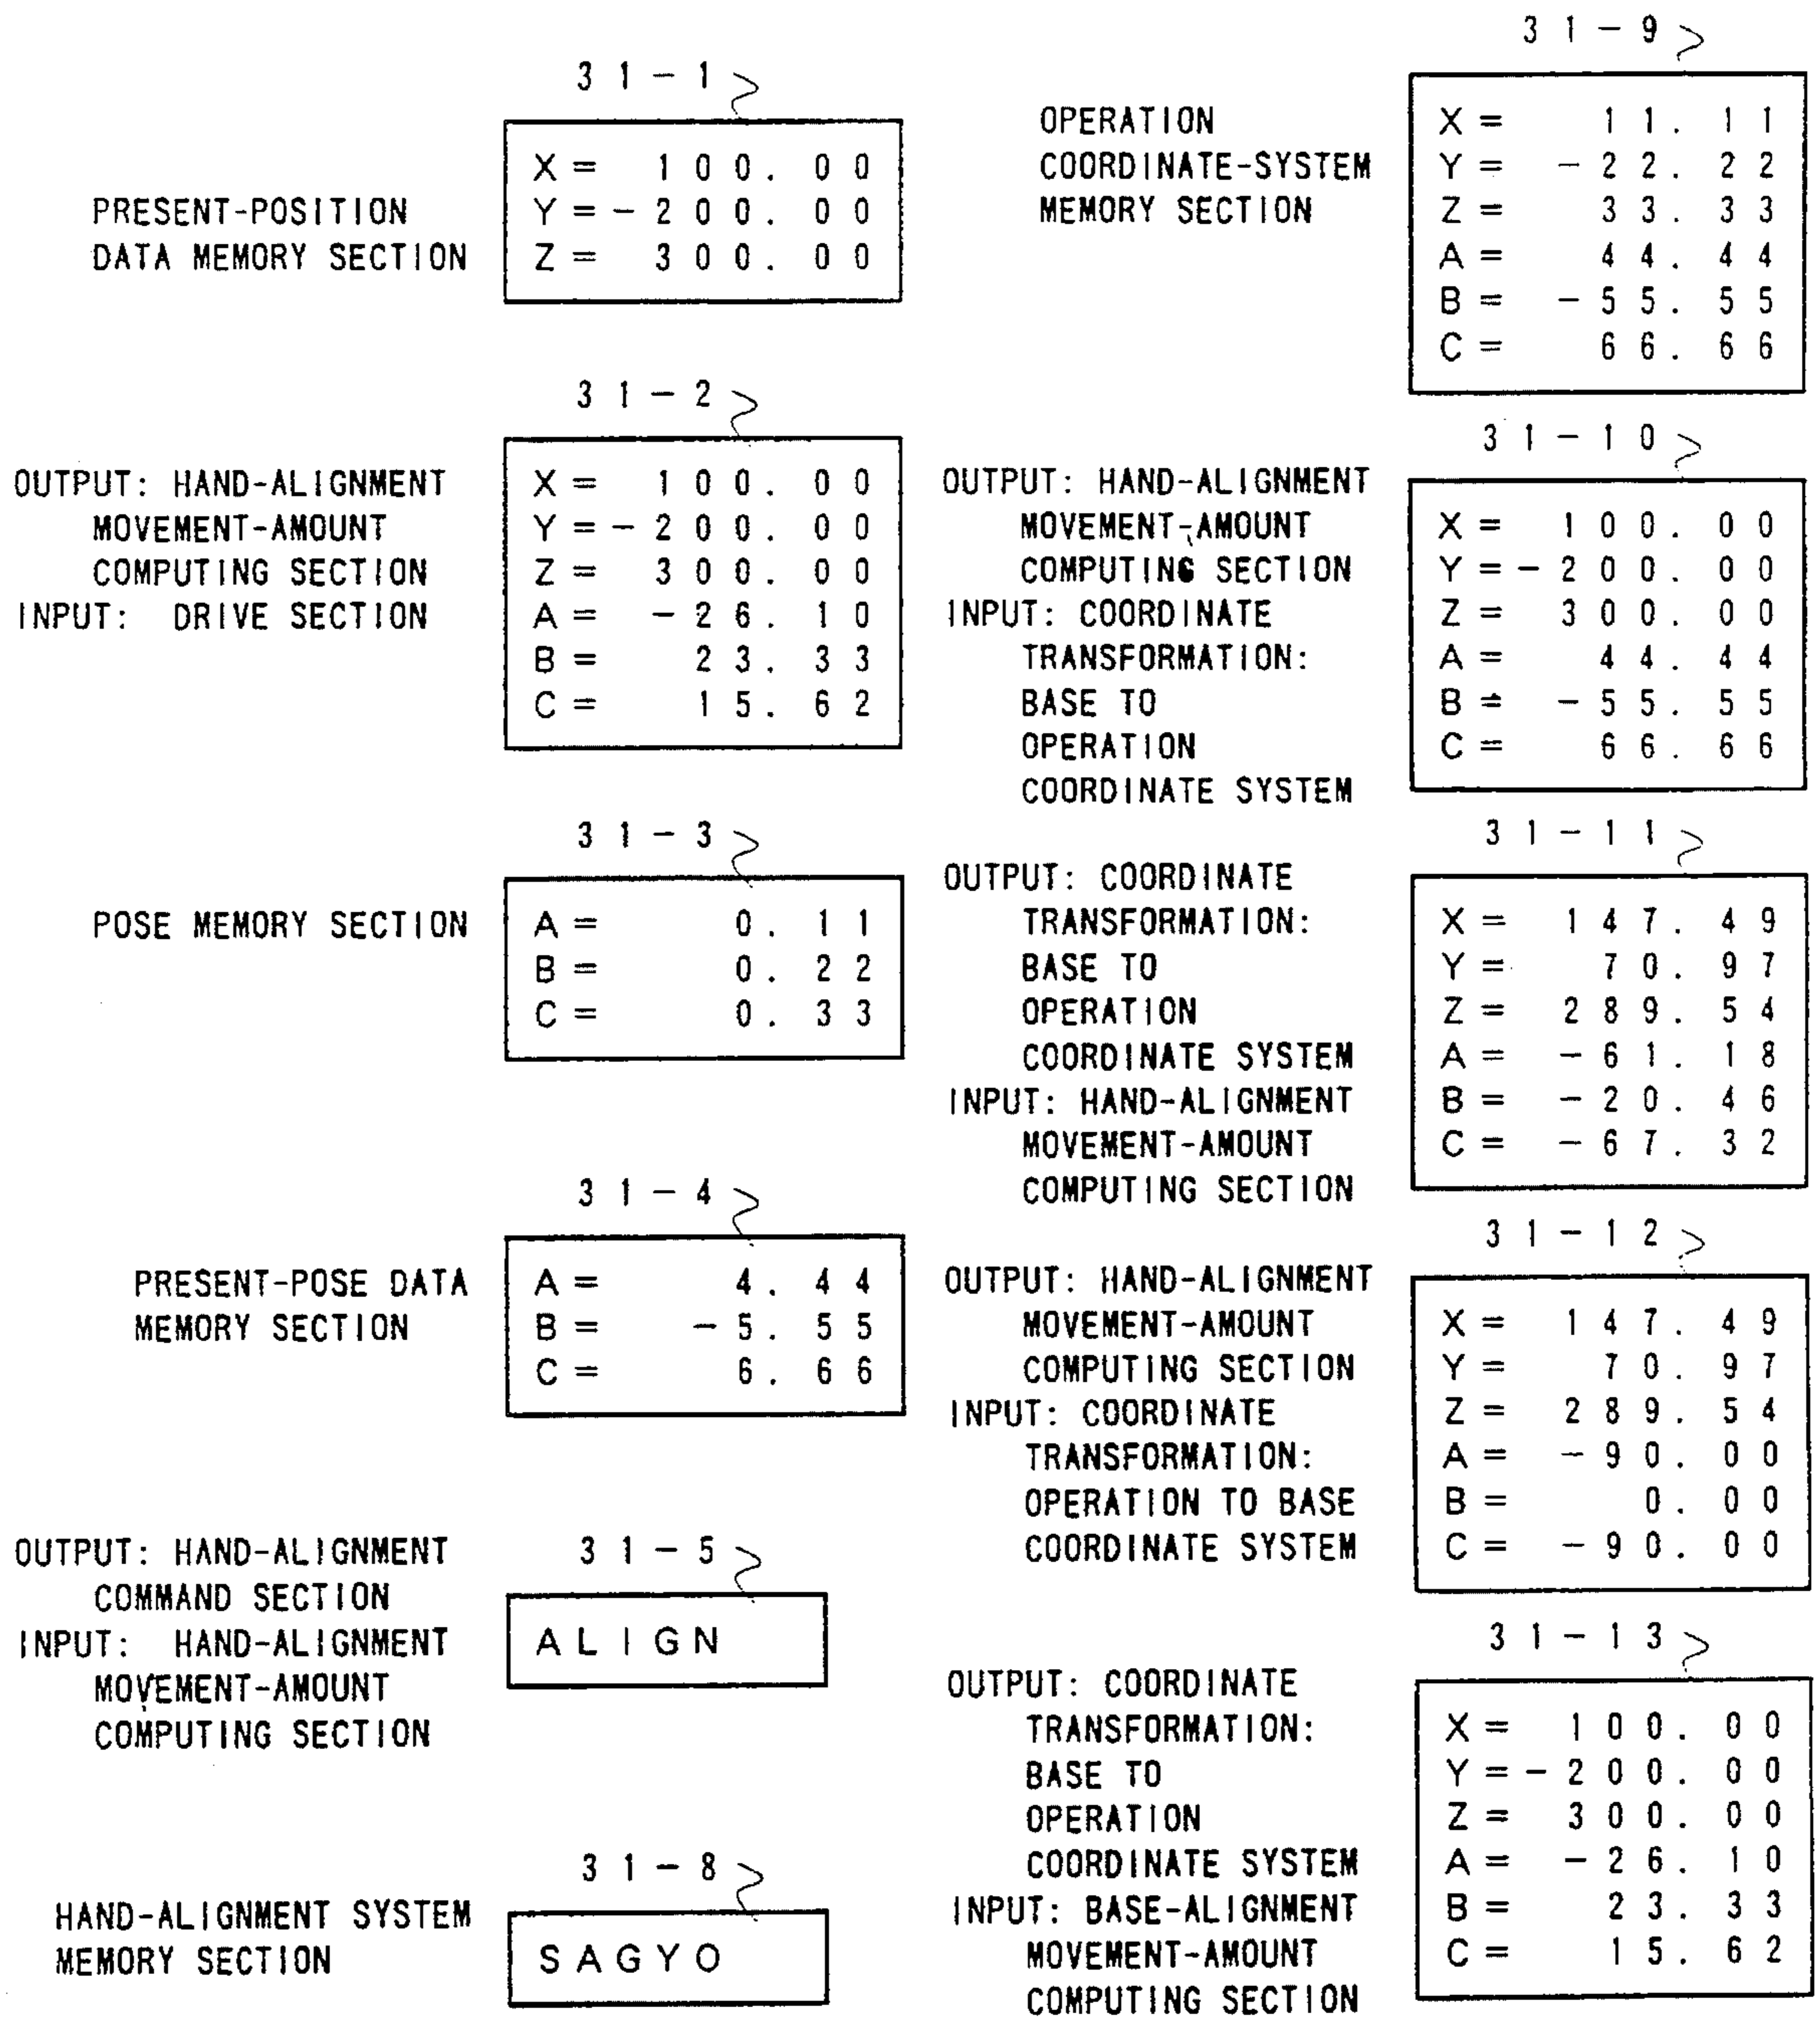 31-1
PRESENT-POSITION
DATA MEMORY SECTION
X= 100.00
Y=-200.00
Z= 300.00
31-2
OUTPUT: HAND-ALIGNMENT
MOVEMENT-AMOUNT
COMPUTING SECTION
INPUT: DRIVE SECTION
X= 100.00
Y=-200.00
Z= 300.00
A= -26.10
B= 23.33
C= 15.62
31-3
POSE MEMORY SECTION
A= 0.11
B= 0.22
C= 0.33
31-4
PRESENT-POSE DATA
MEMORY SECTION
A= 4.44
B= -5.55
C= 6.66
OUTPUT: HAND-ALIGNMENT
COMMAND SECTION
INPUT: HAND-ALIGNMENT
MOVEMENT-AMOUNT
COMPUTING SECTION
31-5
ALIGN
31-8
HAND-ALIGNMENT SYSTEM
MEMORY SECTION
SAGYO
31-9
OPERATION
COORDINATE-SYSTEM
MEMORY SECTION
X= 11.11
Y= -22.22
Z= 33.33
A= 44.44
B= -55.55
C= 66.66
31-10
OUTPUT: HAND-ALIGNMENT
MOVEMENT-AMOUNT
COMPUTING SECTION
INPUT: COORDINATE
TRANSFORMATION:
BASE TO
OPERATION
COORDINATE SYSTEM
X= 100.00
Y=-200.00
Z= 300.00
A= 44.44
B= -55.55
C= 66.66
31-11
OUTPUT: COORDINATE
TRANSFORMATION:
BASE TO
OPERATION
COORDINATE SYSTEM
INPUT: HAND-ALIGNMENT
MOVEMENT-AMOUNT
COMPUTING SECTION
X= 147.49
Y= 70.97
Z= 289.54
A= -61.18
B= -20.46
C= -67.32
31-12
OUTPUT: HAND-ALIGNMENT
MOVEMENT-AMOUNT
COMPUTING SECTION
INPUT: COORDINATE
TRANSFORMATION:
OPERATION TO BASE
COORDINATE SYSTEM
X= 147.49
Y= 70.97
Z= 289.54
A= -90.00
B= 0.00
C= -90.00
31-13
OUTPUT: COORDINATE
TRANSFORMATION:
BASE TO
OPERATION
COORDINATE SYSTEM
INPUT: BASE-ALIGNMENT
MOVEMENT-AMOUNT
COMPUTING SECTION
X= 100.00
Y=-200.00
Z= 300.00
A= -26.10
B= 23.33
C= 15.62